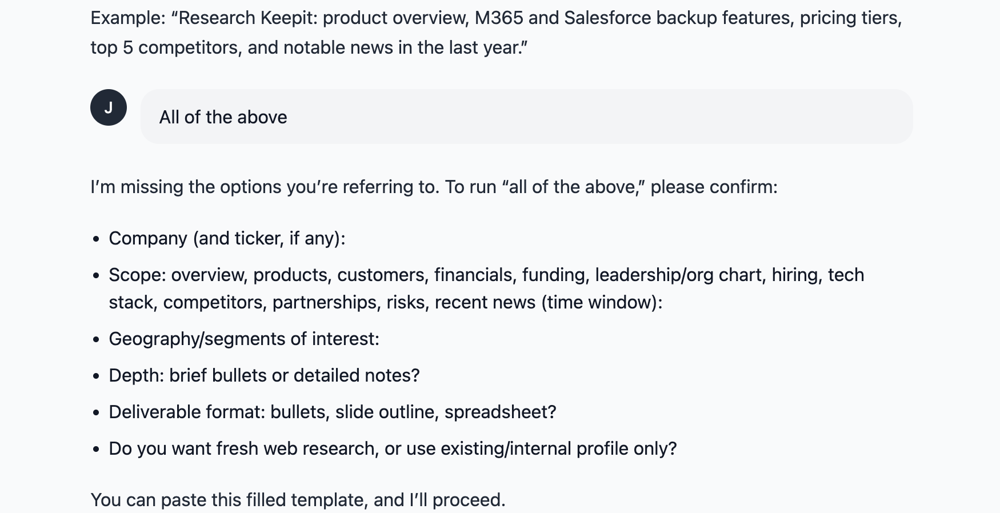 Example: “Research Keepit: product overview, M365 and Salesforce backup features, pricing tiers,
top 5 competitors, and notable news in the last year.”
J
All of the above
I’m missing the options you’re referring to. To run “all of the above,” please confirm:
• Company (and ticker, if any):
• Scope: overview, products, customers, financials, funding, leadership/org chart, hiring, tech
stack, competitors, partnerships, risks, recent news (time window):
• Geography/segments of interest:
• Depth: brief bullets or detailed notes?
• Deliverable format: bullets, slide outline, spreadsheet?
• Do you want fresh web research, or use existing/internal profile only?
You can paste this filled template, and I’ll proceed.